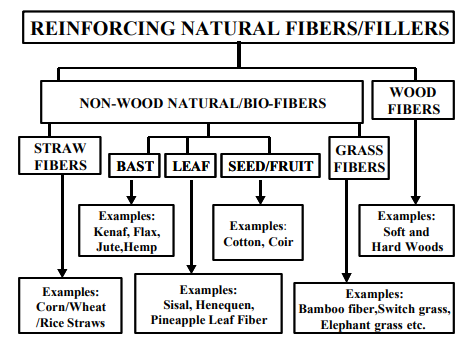 REINFORCING NATURAL FIBERS/FILLERS
NON-WOOD NATURAL/BIO-FIBERS
WOOD
FIBERS
STRAW
FIBERS
BAST
LEAF
SEED/FRUIT
GRASS
FIBERS
Examples:
Kenaf, Flax,
Jute,Hemp
Examples:
Cotton, Coir
Examples:
Soft and
Hard Woods
Examples:
Corn/Wheat
/Rice Straws
Examples:
Sisal, Henequen,
Pineapple Leaf Fiber
Examples:
Bamboo fiber,Switch grass,
Elephant grass etc.